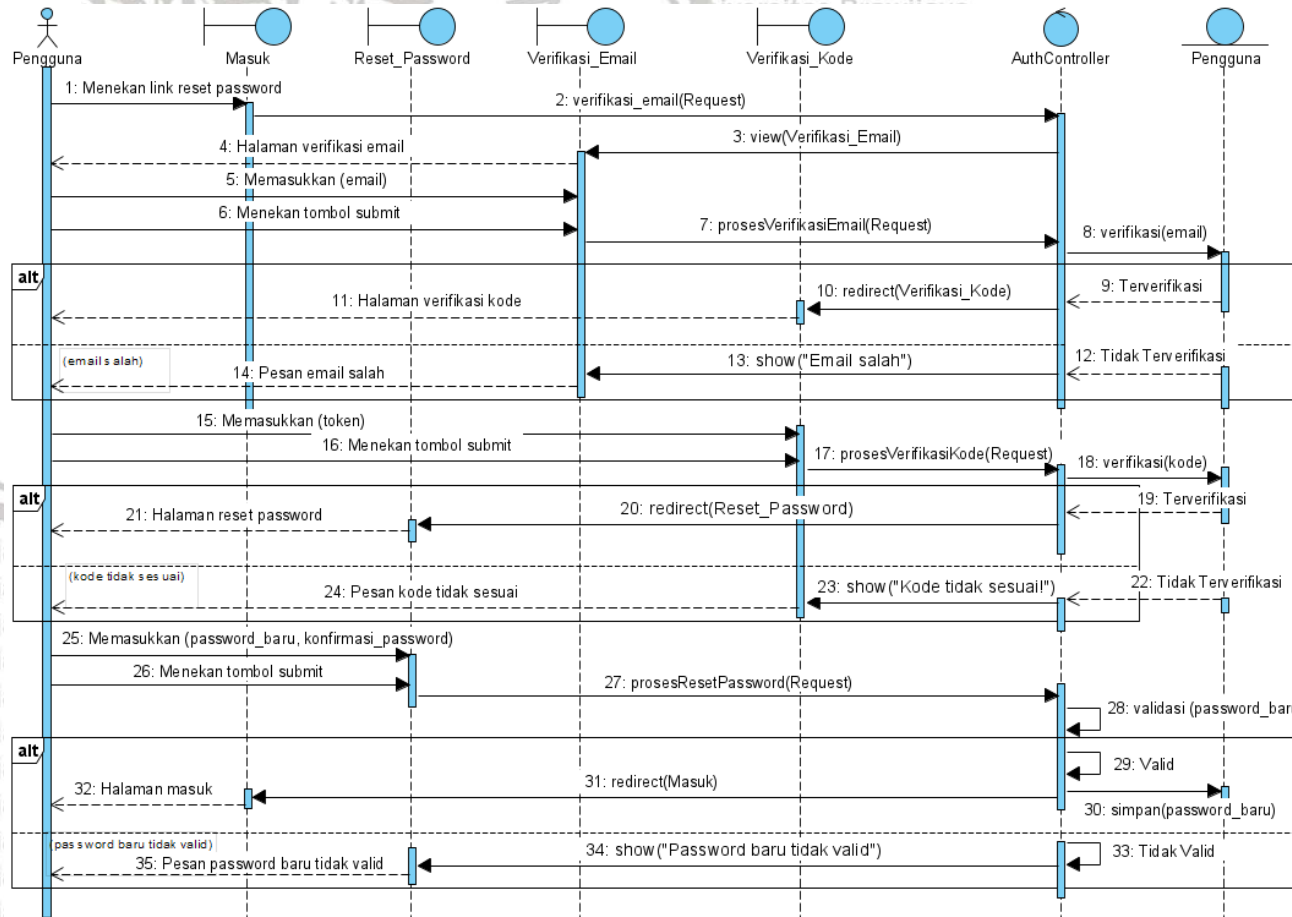 Pengguna
Masuk
Reset_Password
Verifikasi_Email
Verifikasi_Kode
AuthController
Pengguna
1: Menekan link reset password
2: verifikasi_email(Request)
3: view(Verifikasi_Email)
4: Halaman verifikasi email
5: Memasukkan (email)
6: Menekan tombol submit
7: prosesVerifikasiEmail(Request)
8: verifikasi(email)
alt
9: Terverifikasi
10: redirect(Verifikasi_Kode)
11: Halaman verifikasi kode
(email salah)
12: Tidak Terverifikasi
13: show("Email salah")
14: Pesan email salah
15: Memasukkan (token)
16: Menekan tombol submit
17: prosesVerifikasiKode(Request)
18: verifikasi(kode)
alt
19: Terverifikasi
20: redirect(Reset_Password)
21: Halaman reset password
(kode tidak sesuai)
22: Tidak Terverifikasi
23: show("Kode tidak sesuai!")
24: Pesan kode tidak sesuai
25: Memasukkan (password_baru, konfirmasi_password)
26: Menekan tombol submit
27: prosesResetPassword(Request)
28: validasi (password_bar
alt
29: Valid
30: simpan(password_baru)
31: redirect(Masuk)
32: Halaman masuk
(password baru tidak valid)
33: Tidak Valid
34: show("Password baru tidak valid")
35: Pesan password baru tidak valid